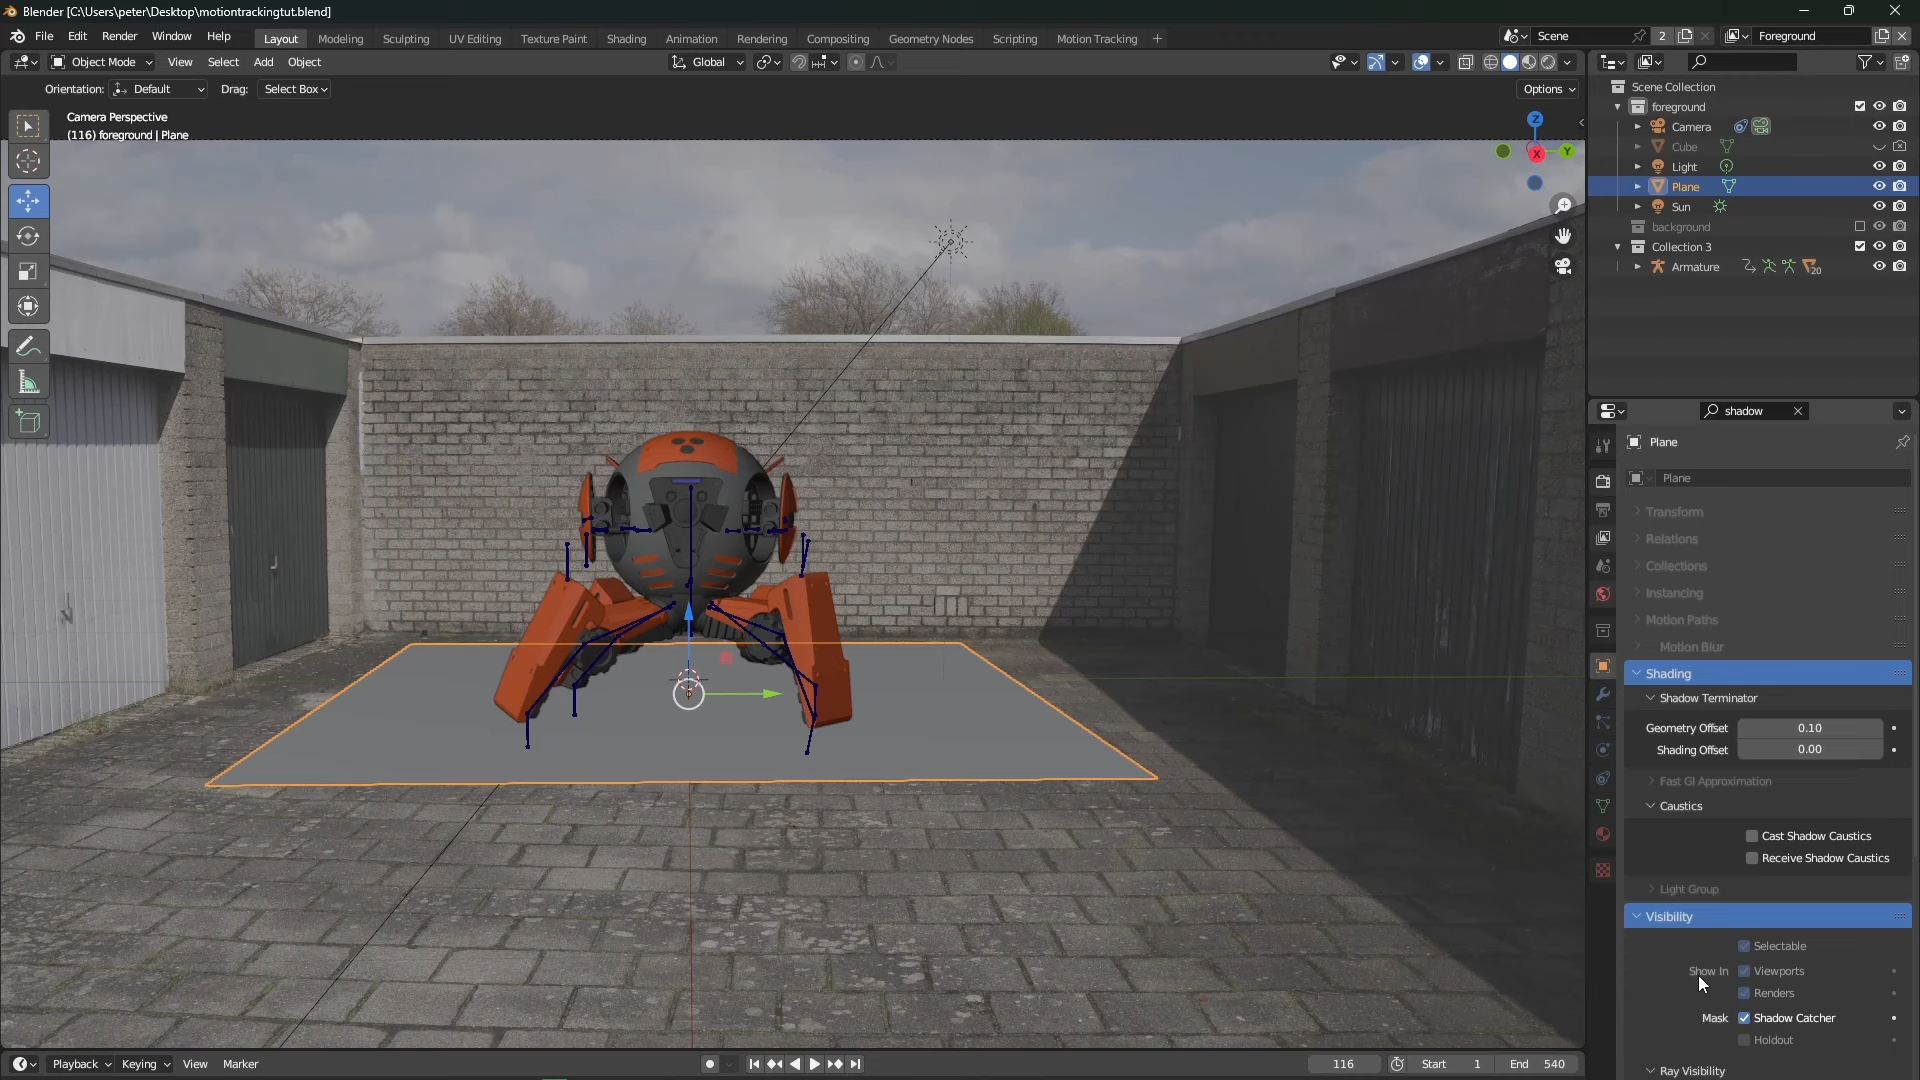 Blender [C:\Users\peter\Desktop\motiontrackingtut.blend]
File Edit Render Window Help Layout Modeling Sculpting UV Editing Texture Paint Shading Animation Rendering Compositing Geometry Nodes Scripting Motion Tracking + Scene 2 Foreground
Object Mode View Select Add Object Global
Orientation: Default Drag: Select Box Options
Camera Perspective
(116) foreground | Plane
Z
X
Y
Scene Collection
foreground
Camera
Cube
Light
Plane
Sun
background
Collection 3
Armature 20
shadow
Plane
Plane
Transform
Relations
Collections
Instancing
Motion Paths
Motion Blur
Shading
Shadow Terminator
Geometry Offset 0.10
Shading Offset 0.00
Fast GI Approximation
Caustics
Cast Shadow Caustics
Receive Shadow Caustics
Light Group
Visibility
Selectable
Show In Viewports
Renders
Mask Shadow Catcher
Holdout
Ray Visibility
Playback Keying View Marker 116 Start 1 End 540